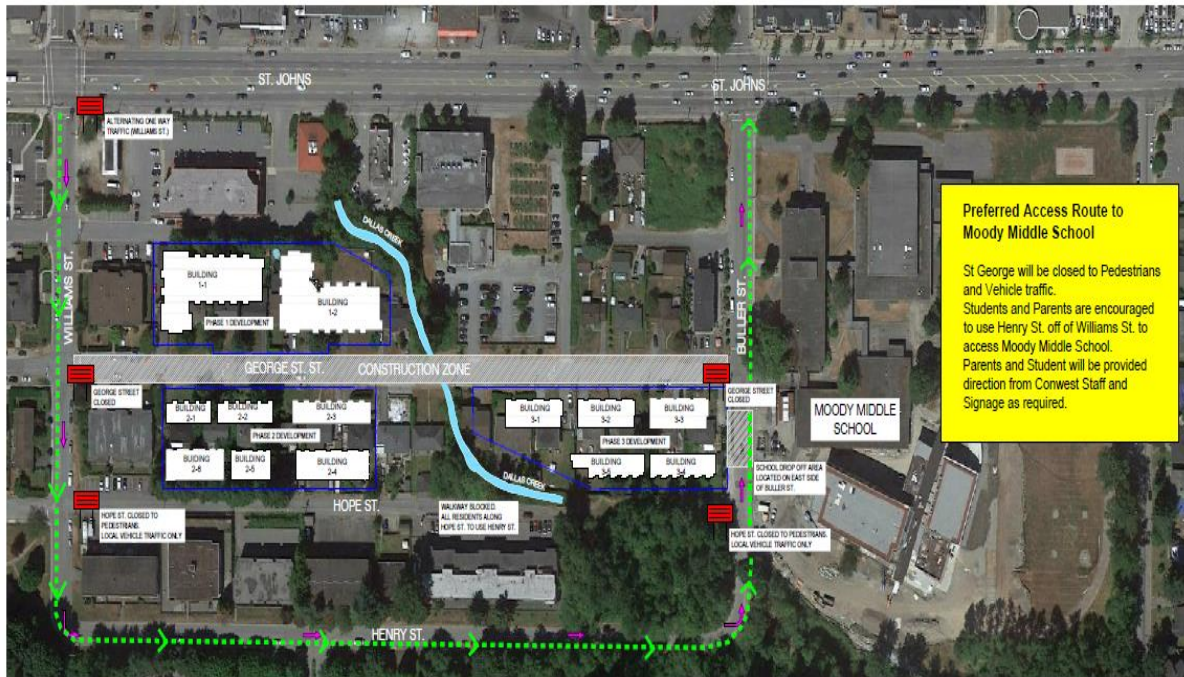 ST. JOHNS
ST. JOHNS
ALTERNATING ONE WAY
TRAFFIC (WILLIAMS ST.)
WILLIAMS ST.
DALLAS CREEK
BUILDING
1-1
BUILDING
1-2
PHASE 1 DEVELOPMENT
BULLER ST.
Preferred Access Route to
Moody Middle School
St George will be closed to Pedestrians
and Vehicle traffic.
Students and Parents are encouraged
to use Henry St. off of Williams St. to
access Moody Middle School.
Parents and Student will be provided
direction from Conwest Staff and
Signage as required.
GEORGE ST. ST.
CONSTRUCTION ZONE
GEORGE STREET
CLOSED
GEORGE STREET
CLOSED
BUILDING
2-1
BUILDING
2-2
BUILDING
2-3
PHASE 2 DEVELOPMENT
BUIDING
2-6
BUILDING
2-5
BUILDING
2-4
BUILDING
3-1
BUILDING
3-2
BUILDING
3-3
PHASE 3 DEVELOPMENT
BUILDING
3-5
BUILDING
3-4
MOODY MIDDLE
SCHOOL
SCHOOL DROP OFF AREA
LOCATED ON EAST SIDE
OF BULLER ST.
DALLAS CREEK
HOPE ST.
WALKWAY BLOCKED.
ALL RESIDENTS ALONG
HOPE ST. TO USE HENRY ST.
HOPE ST. CLOSED TO
PEDESTRIANS.
LOCAL VEHICLE TRAFFIC ONLY
HOPE ST. CLOSED TO PEDESTRIANS.
LOCAL VEHICLE TRAFFIC ONLY
HENRY ST.